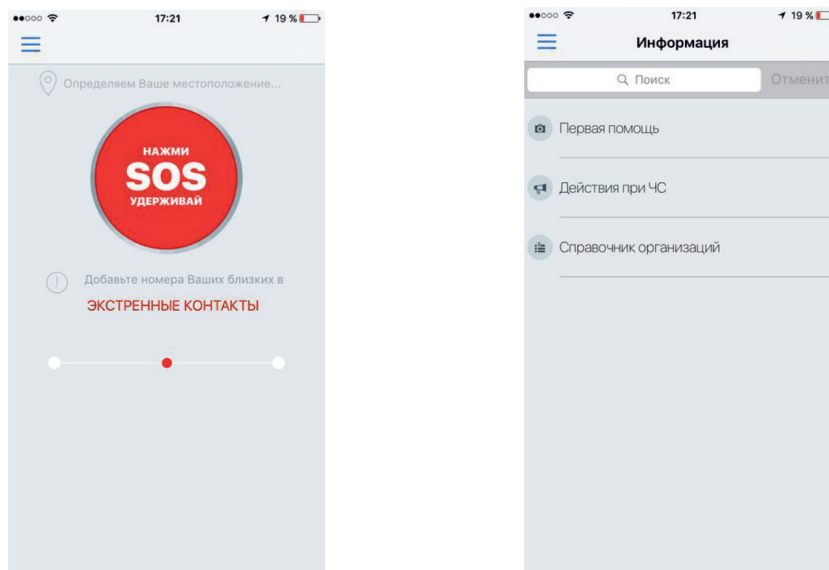 17:21
19 %
Определяем Ваше местоположение...
НАЖМИ
SOS
УДЕРЖИВАЙ
Добавьте номера Ваших близких в
ЭКСТРЕННЫЕ КОНТАКТЫ
17:21
19 %
Информация
Поиск
Отменить
Первая помощь
Действия при ЧС
Справочник организаций